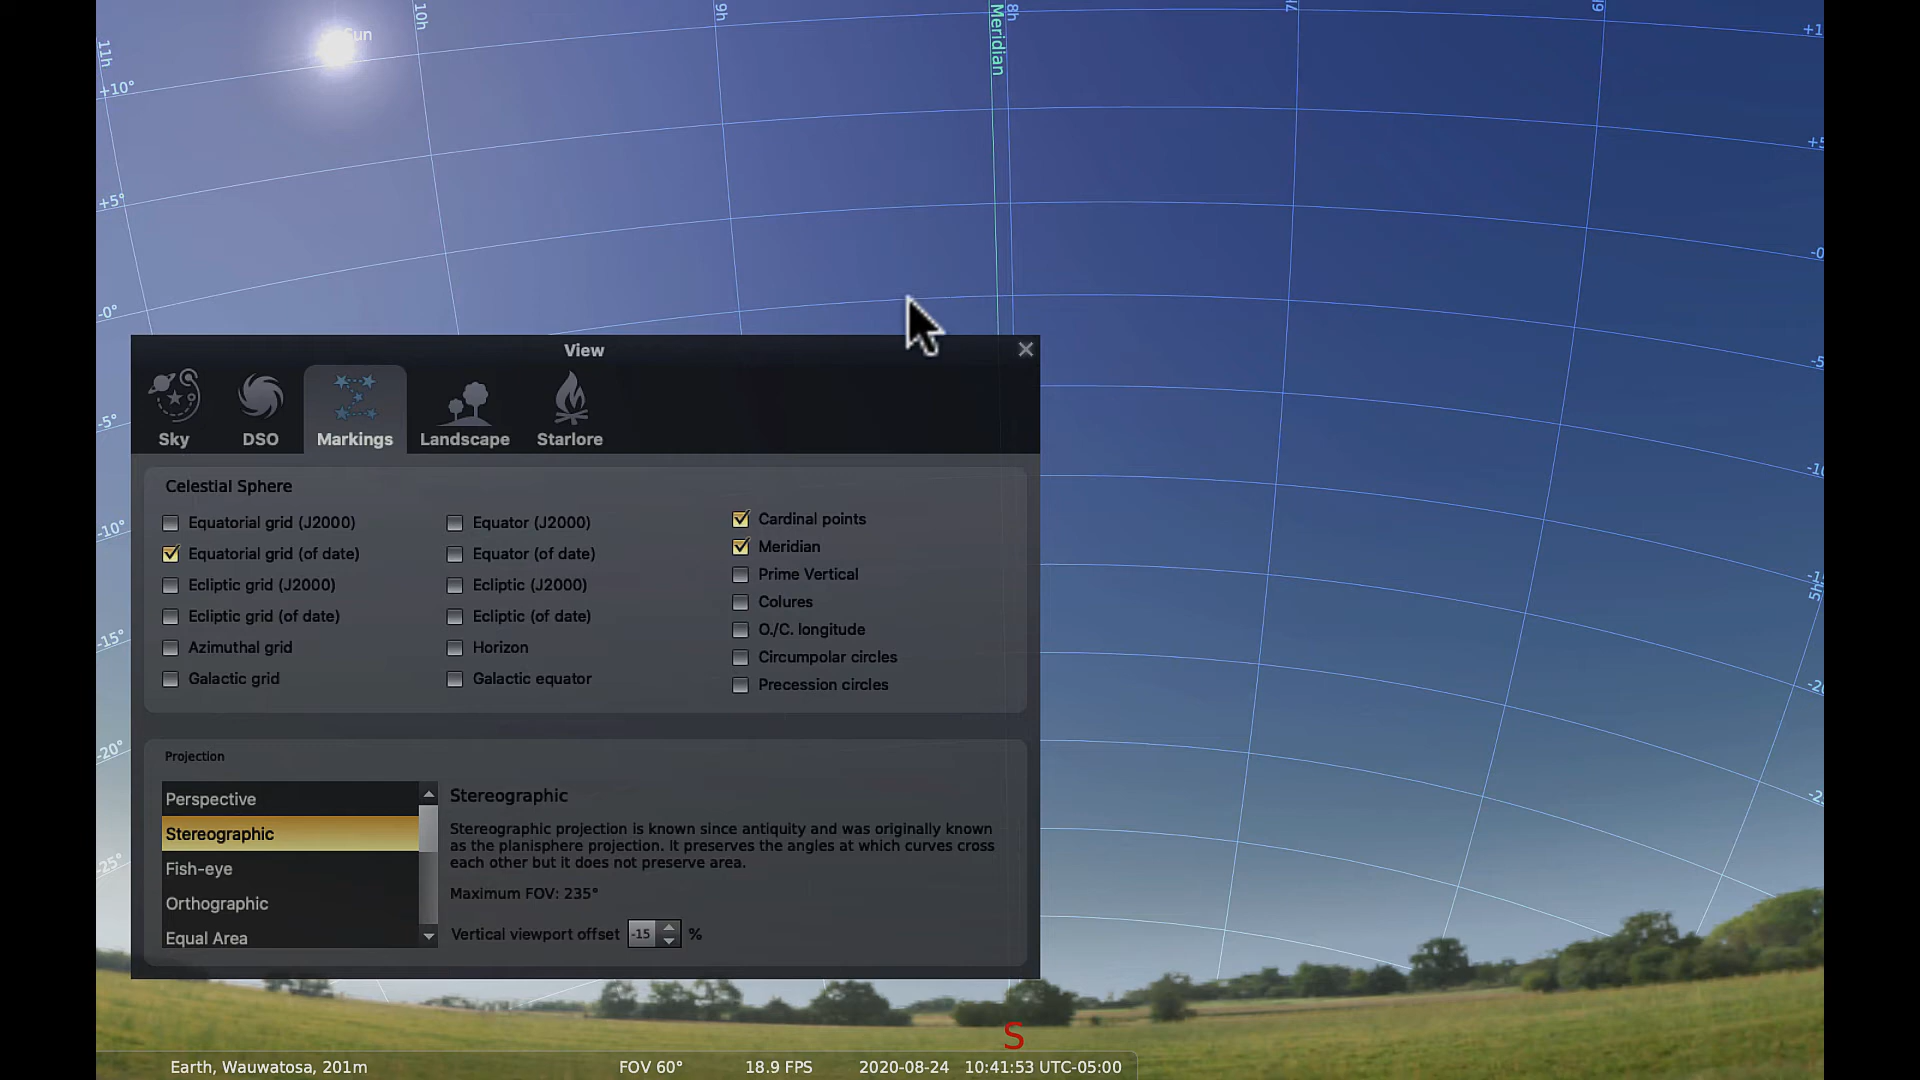 11h
10h
9h
Meridian
8h
Sun
+10°
+5°
-0°
-5°
-10°
-15°
-20°
-25°
+5
-0
-5
5h
View
Sky
DSO
Markings
Landscape
Starlore
Celestial Sphere
Equatorial grid (J2000)
Equatorial grid (of date)
Ecliptic grid (J2000)
Ecliptic grid (of date)
Azimuthal grid
Galactic grid
Equator (J2000)
Equator (of date)
Ecliptic (J2000)
Ecliptic (of date)
Horizon
Galactic equator
Cardinal points
Meridian
Prime Vertical
Colures
O./C. longitude
Circumpolar circles
Precession circles
Projection
Perspective
Stereographic
Fish-eye
Orthographic
Equal Area
Stereographic
Stereographic projection is known since antiquity and was originally known
as the planisphere projection. It preserves the angles at which curves cross
each other but it does not preserve area.
Maximum FOV: 235°
Vertical viewport offset -15 %
S
Earth, Wauwatosa, 201m FOV 60° 18.9 FPS 2020-08-24 10:41:53 UTC-05:00